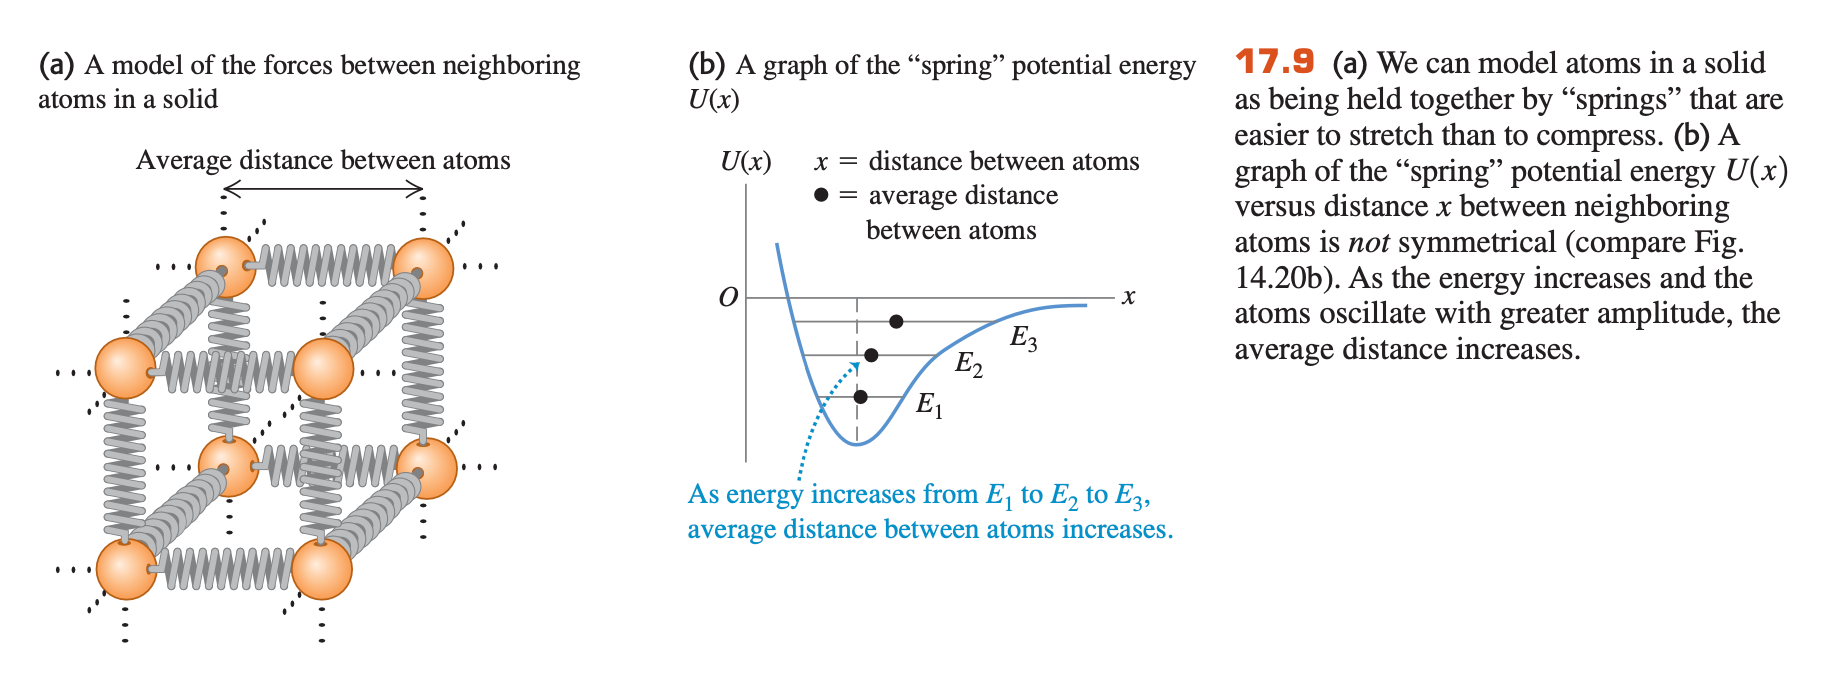 (a) A model of the forces between neighboring
atoms in a solid
Average distance between atoms
(b) A graph of the “spring” potential energy
U(x)
U(x)
x = distance between atoms
● = average distance
between atoms
O
x
E₃
E₂
E₁
As energy increases from E₁ to E₂ to E₃,
average distance between atoms increases.
17.9 (a) We can model atoms in a solid
as being held together by “springs” that are
easier to stretch than to compress. (b) A
graph of the “spring” potential energy U(x)
versus distance x between neighboring
atoms is not symmetrical (compare Fig.
14.20b). As the energy increases and the
atoms oscillate with greater amplitude, the
average distance increases.